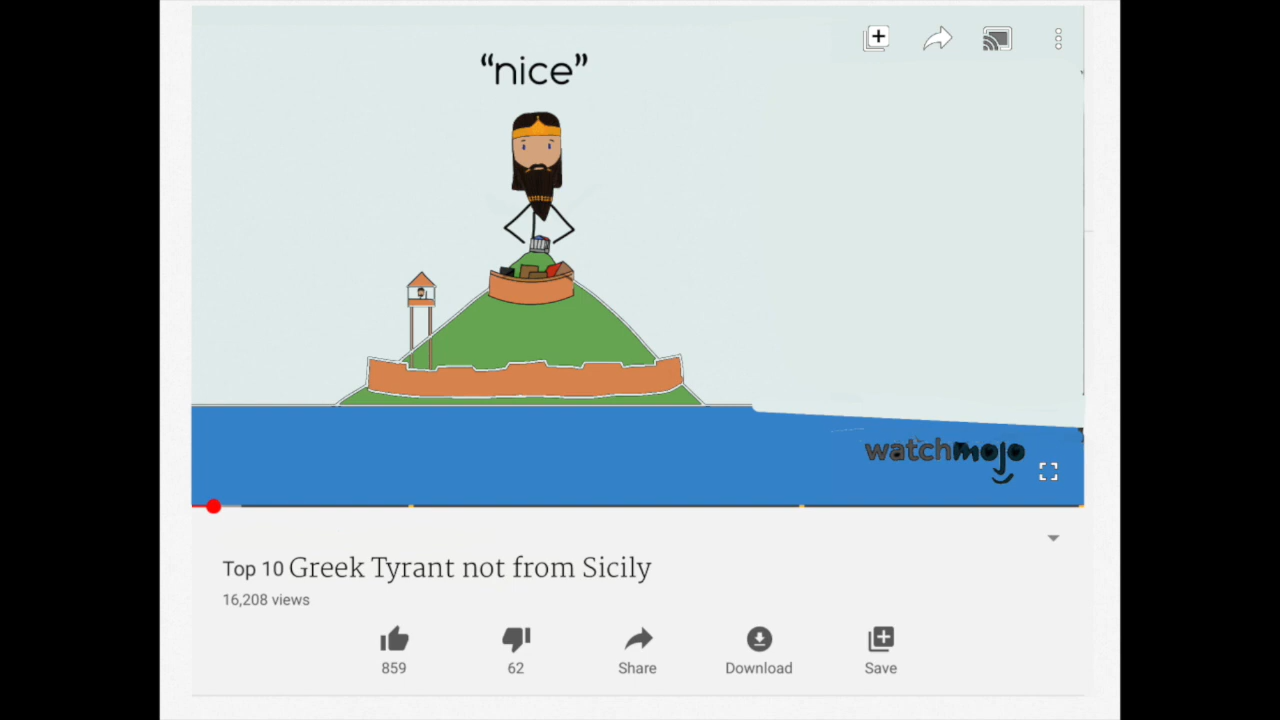 “nice”
watchmojo
Top 10 Greek Tyrant not from Sicily
16,208 views
859
62
Share
Download
Save